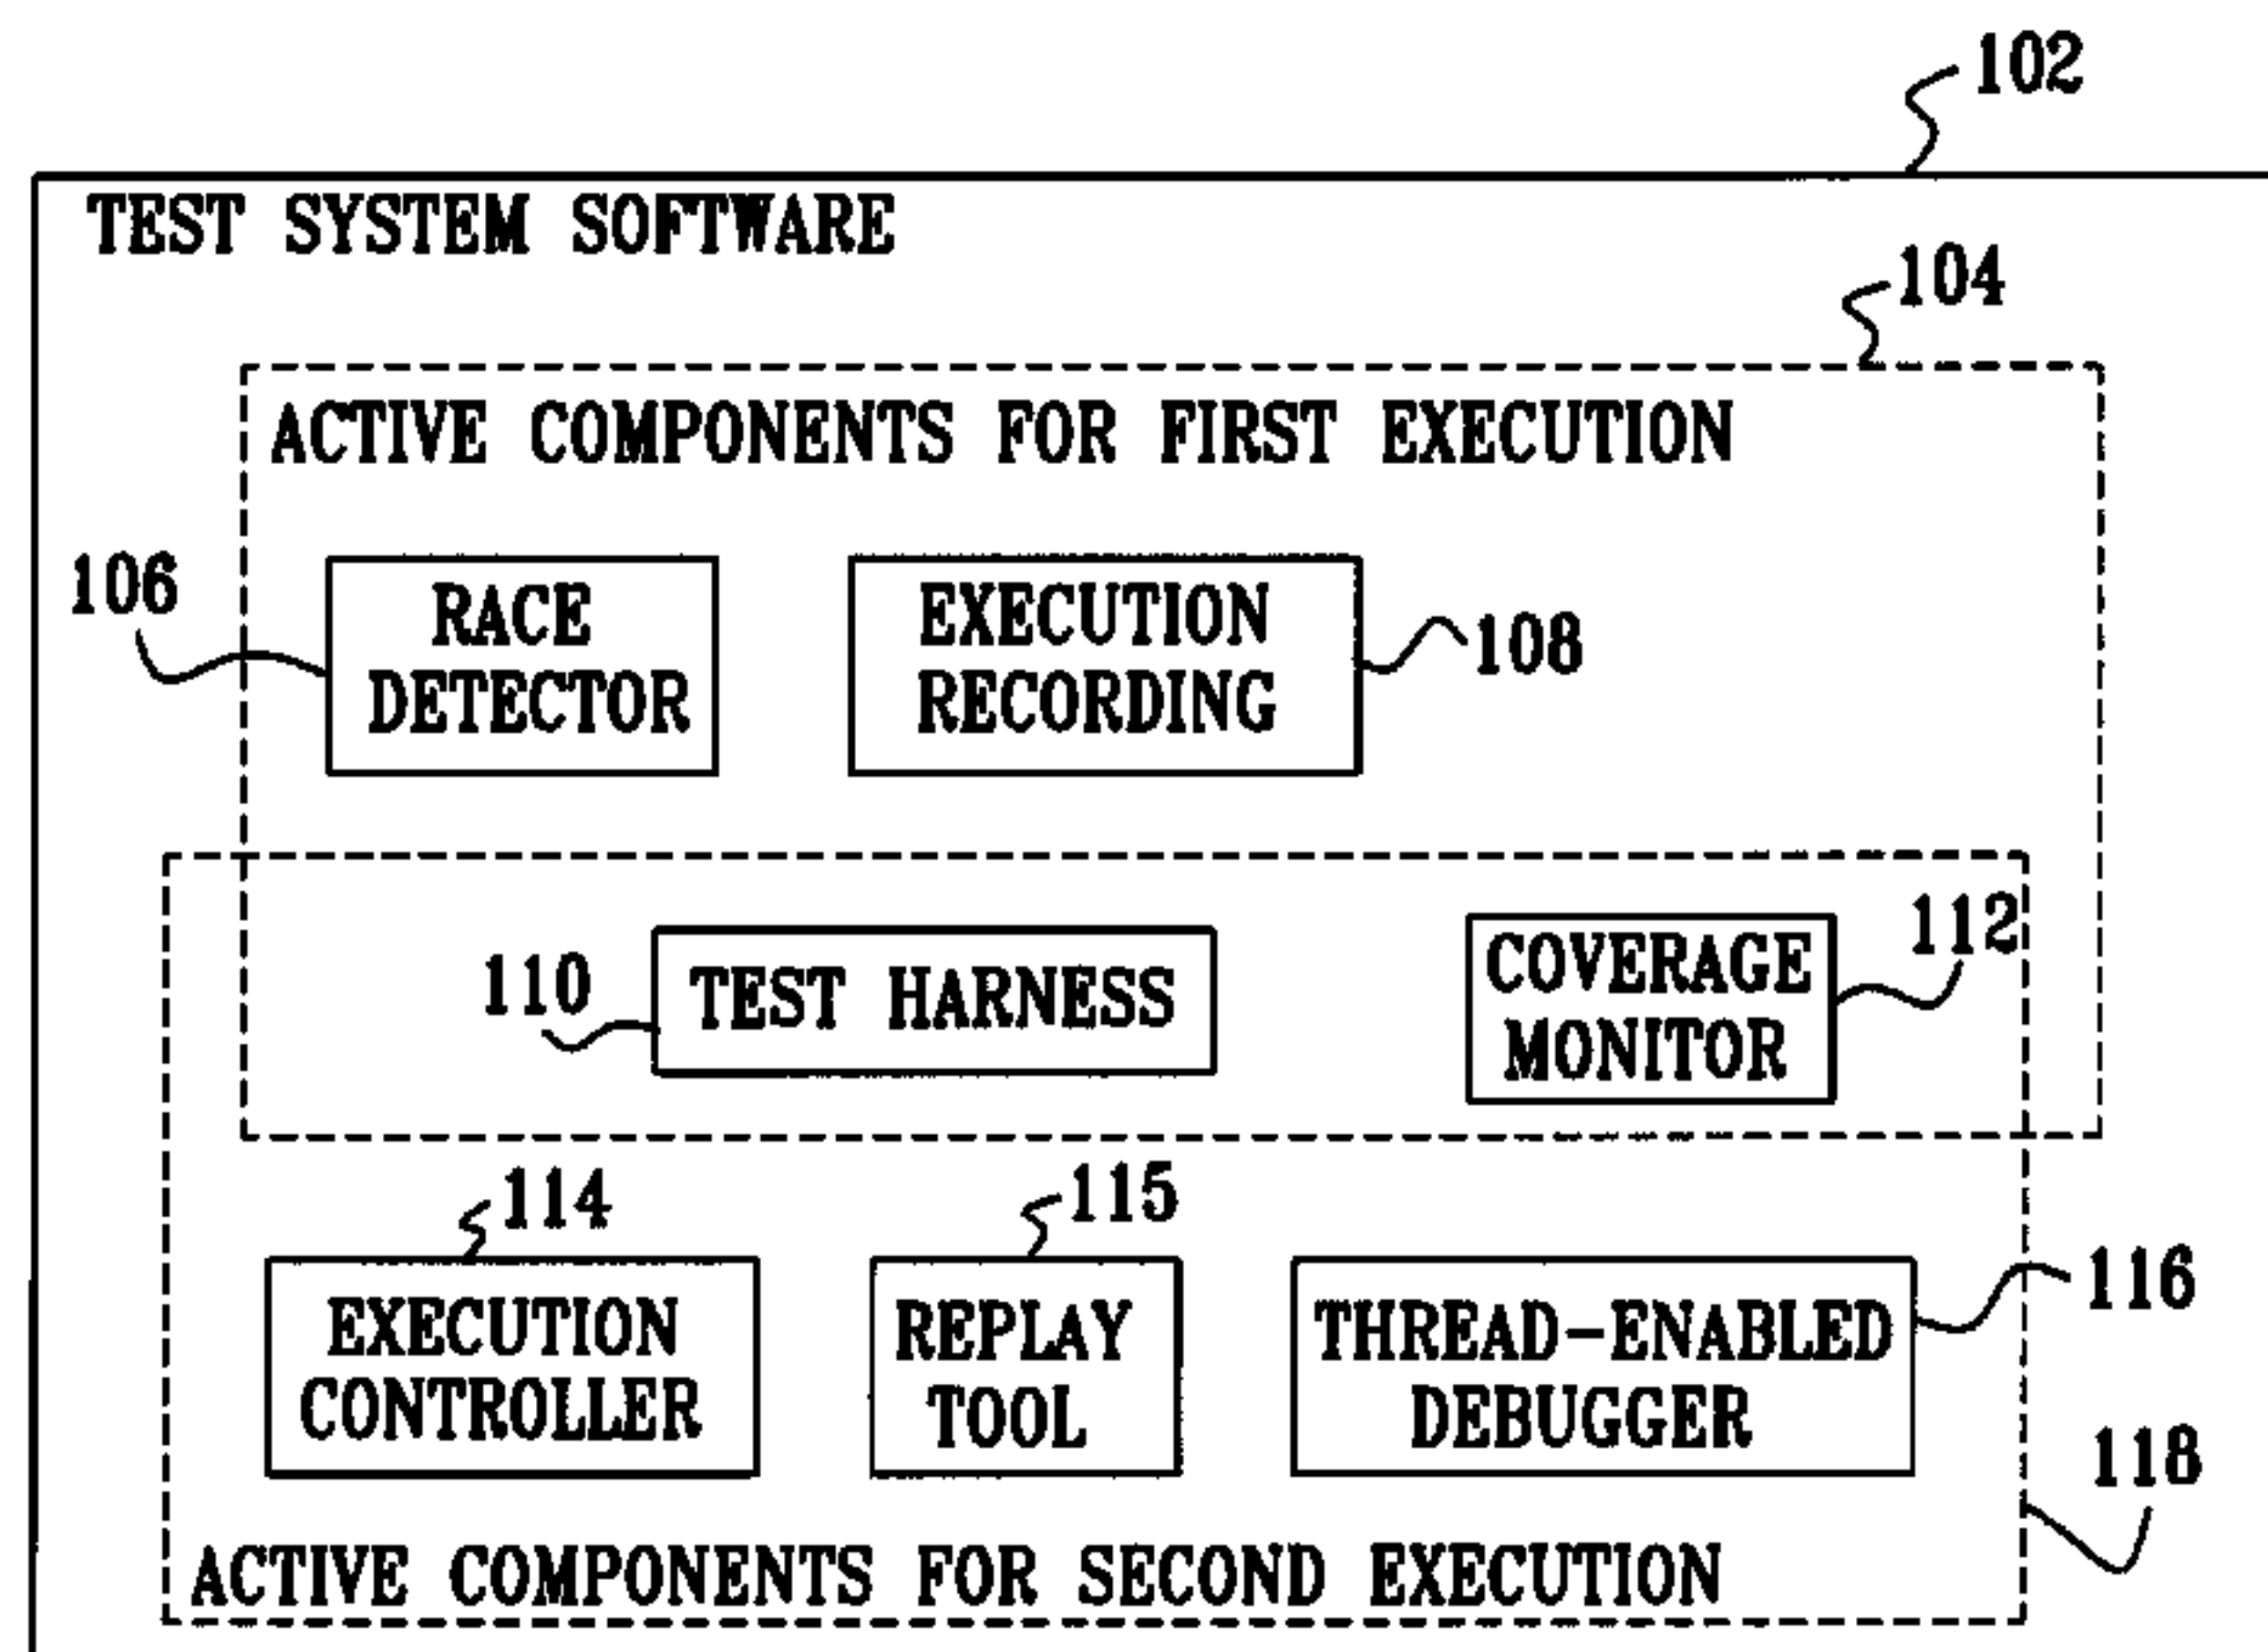 102
TEST SYSTEM SOFTWARE
104
ACTIVE COMPONENTS FOR FIRST EXECUTION
106
RACE
DETECTOR
EXECUTION
RECORDING
108
110
TEST HARNESS
COVERAGE
MONITOR
112
114
EXECUTION
CONTROLLER
115
REPLAY
TOOL
THREAD-ENABLED
DEBUGGER
116
118
ACTIVE COMPONENTS FOR SECOND EXECUTION